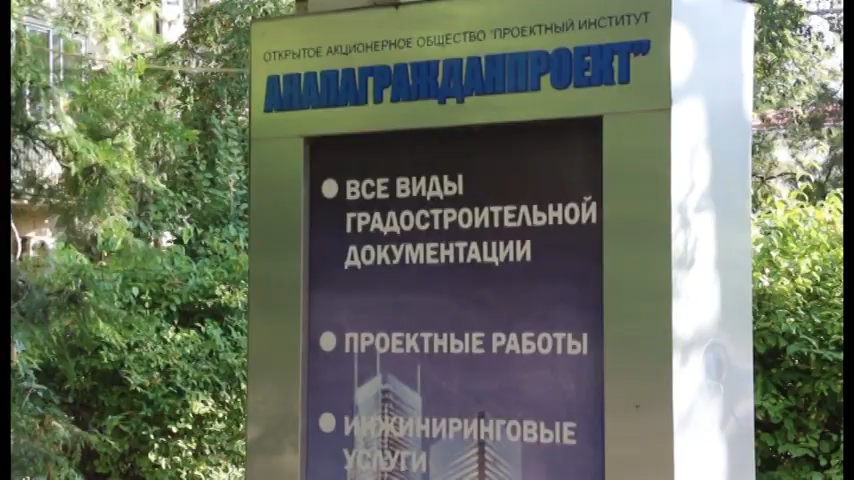 ОТКРЫТОЕ АКЦИОНЕРНОЕ ОБЩЕСТВО "ПРОЕКТНЫЙ ИНСТИТУТ
АНАПАГРАЖДАНПРОЕКТ"
• ВСЕ ВИДЫ
ГРАДОСТРОИТЕЛЬНОЙ
ДОКУМЕНТАЦИИ
• ПРОЕКТНЫЕ РАБОТЫ
• ИНЖИНИРИНГОВЫЕ
УСЛУГИ